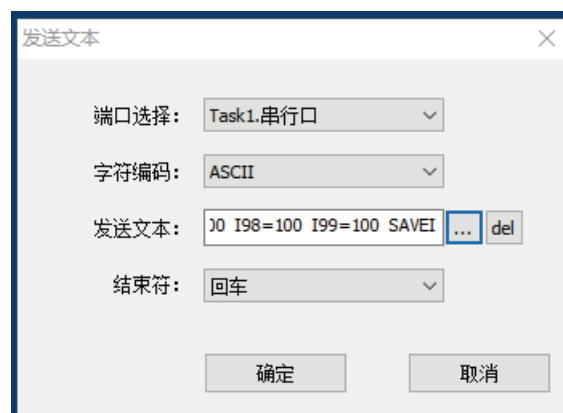 发送文本
端口选择： Task1.串行口
字符编码： ASCII
发送文本： 00 I98=100 I99=100 SAVEI ... del
结束符： 回车
确定 取消